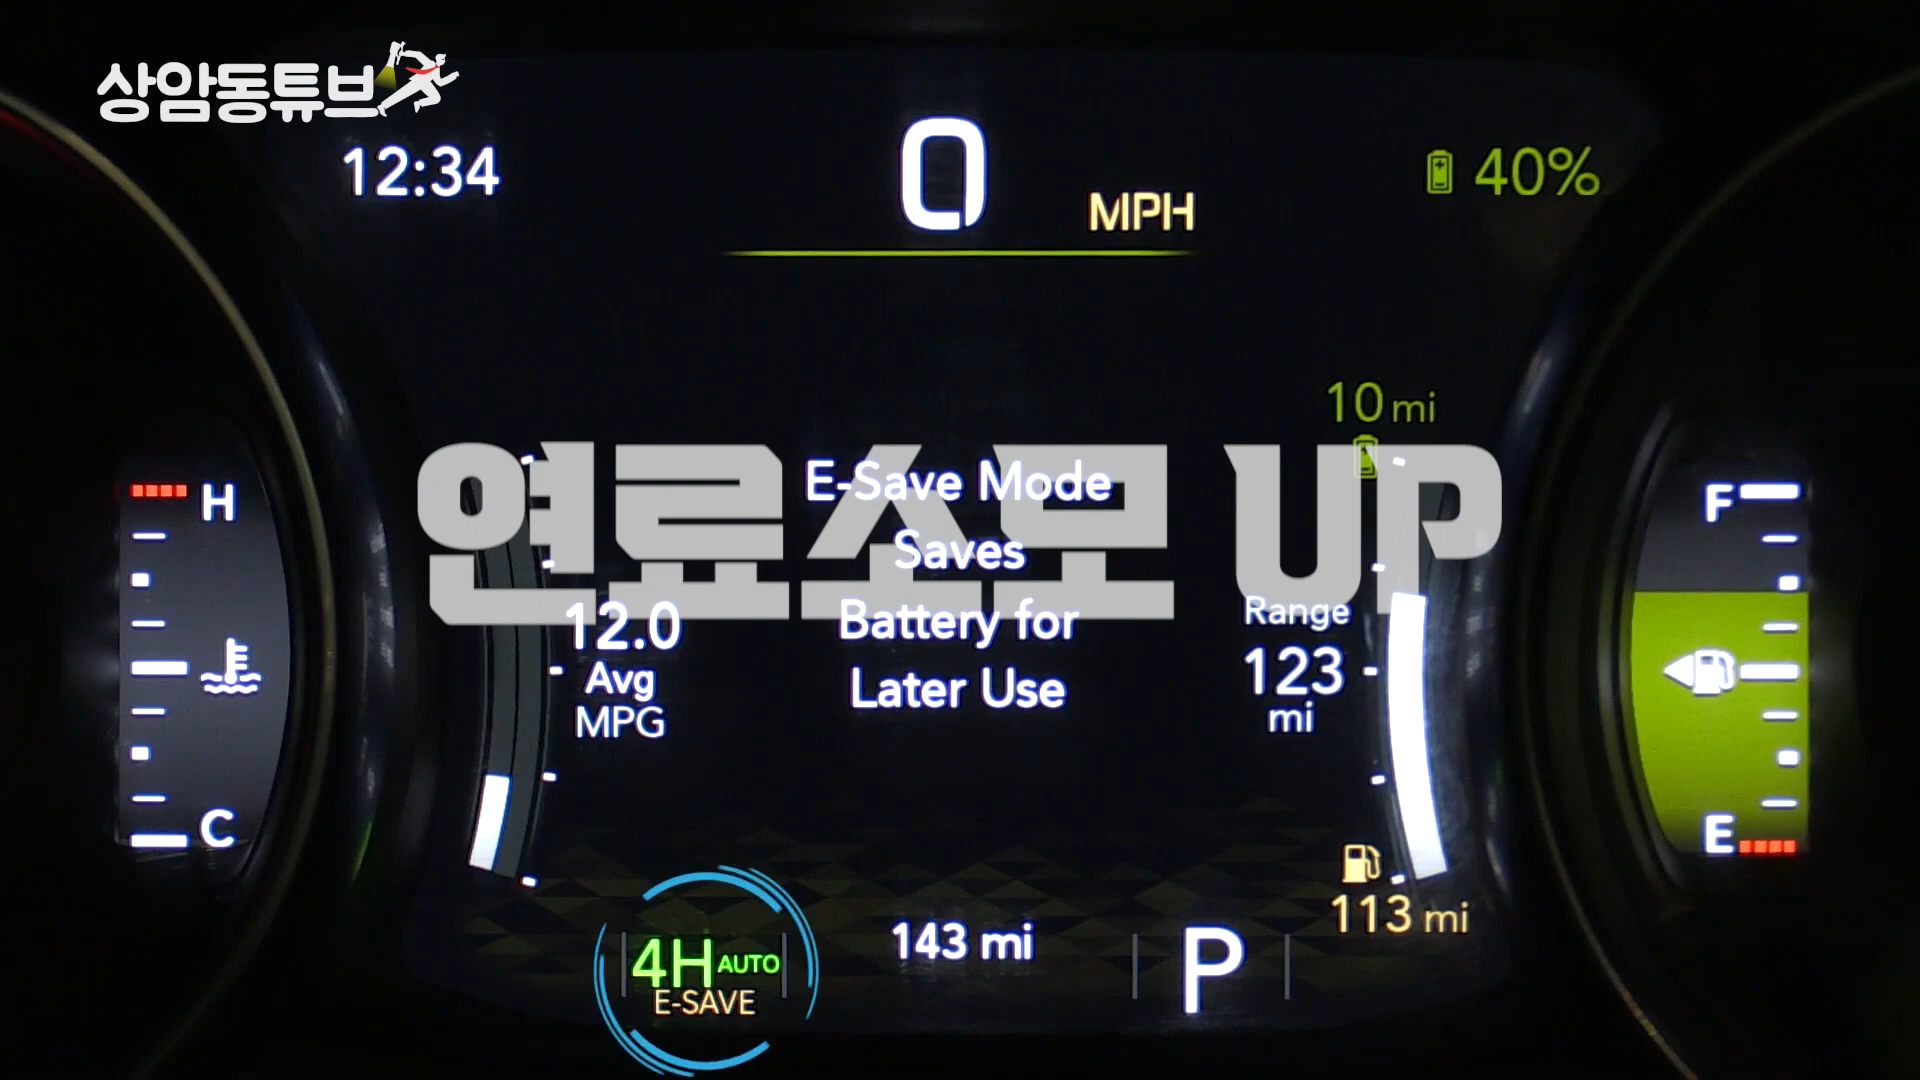 상암동튜브
12:34
0 MPH
40%
10 mi
연료소모 UP
E-Save Mode
Saves
Battery for
Later Use
H
C
12.0
Avg
MPG
Range
123
mi
F
E
113 mi
4H AUTO
E-SAVE
143 mi
P